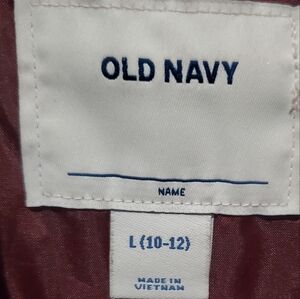 OLD NAVY
NAME
L (10-12)
MADE IN
VIETNAM